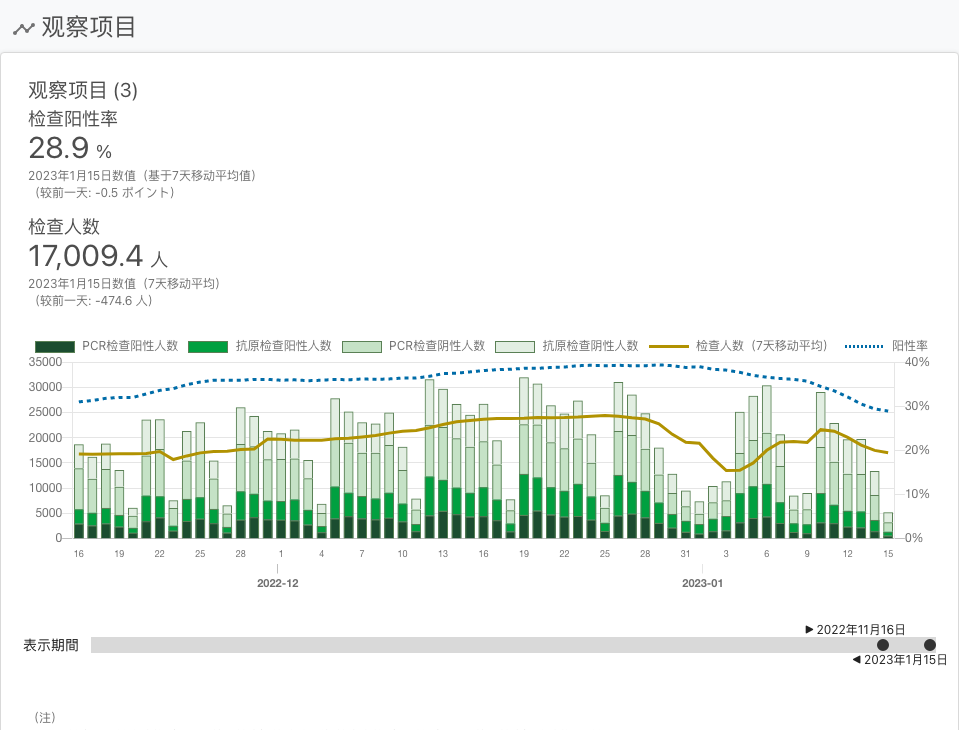 观察项目
观察项目 (3)
检查阳性率
28.9 %
2023年1月15日数值（基于7天移动平均值）
（较前一天: -0.5 ポイント）
检查人数
17,009.4 人
2023年1月15日数值（7天移动平均）
（较前一天: -474.6 人）
PCR检查阳性人数 抗原检查阳性人数 PCR检查阴性人数 抗原检查阴性人数 检查人数（7天移动平均） 阳性率
35000 40%
30000
25000 30%
20000
15000 20%
10000 10%
5000
0 0%
16 19 22 25 28 1 4 7 10 13 16 19 22 25 28 31 3 6 9 12 15
2022-12 2023-01
▶ 2022年11月16日
表示期間
◀ 2023年1月15日
（注）